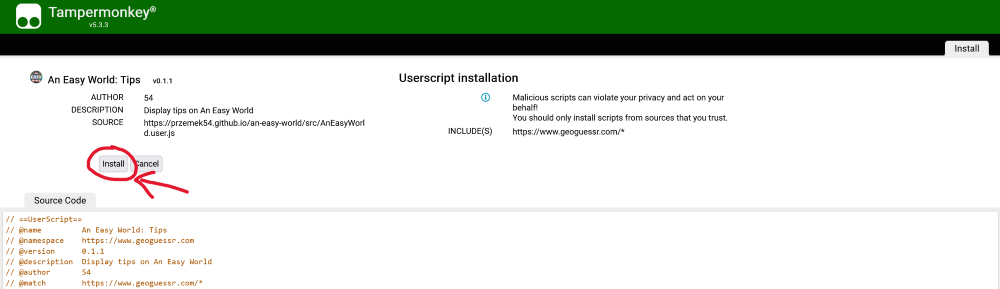 Tampermonkey®
v5.3.3
Install
An Easy World: Tips v0.1.1
AUTHOR 54
DESCRIPTION Display tips on An Easy World
SOURCE https://przemek54.github.io/an-easy-world/src/AnEasyWorl
d.user.js
Install Cancel
Userscript installation
Malicious scripts can violate your privacy and act on your
behalf!
You should only install scripts from sources that you trust.
INCLUDE(S) https://www.geoguessr.com/*
Source Code
// ==UserScript==
// @name An Easy World: Tips
// @namespace https://www.geoguessr.com
// @version 0.1.1
// @description Display tips on An Easy World
// @author 54
// @match https://www.geoguessr.com/*